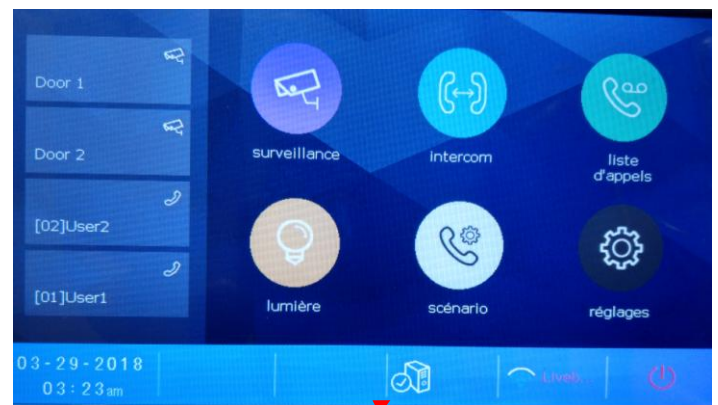 Door 1
Door 2
[02]User2
[01]User1
surveillance
intercom
liste
d'appels
lumière
scénario
réglages
03-29-2018
03:23am
Liveb...